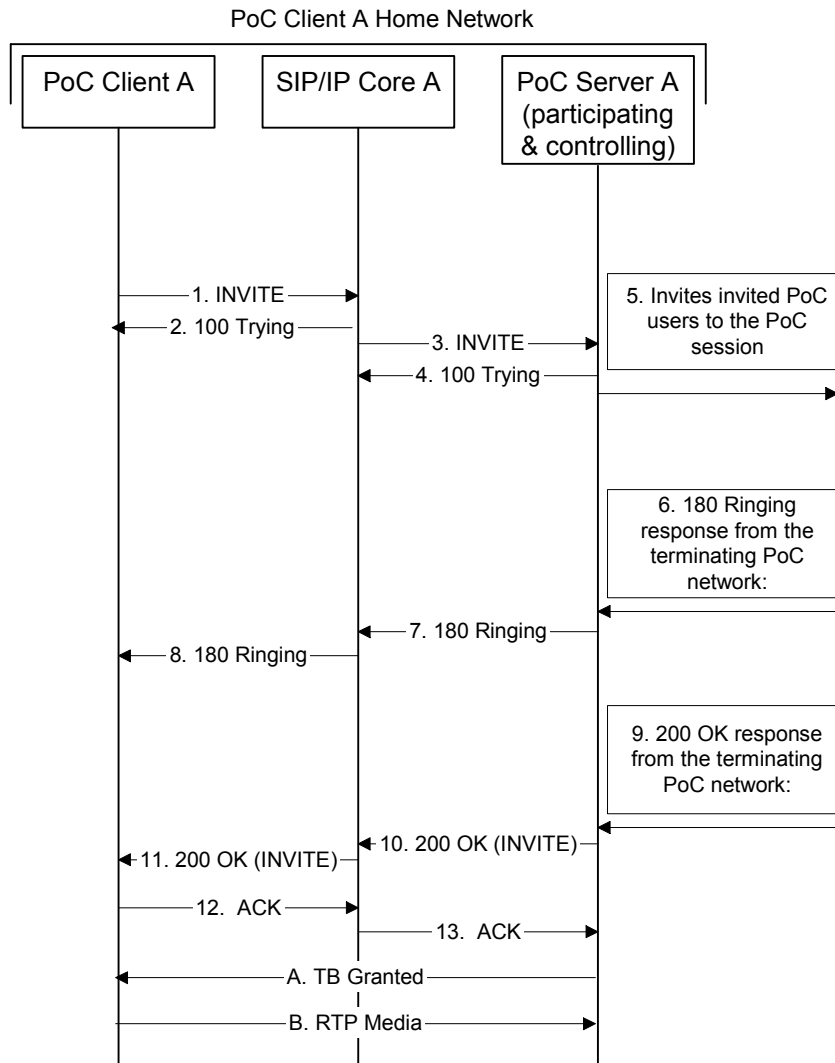 PoC Client A Home Network
PoC Client A
SIP/IP Core A
PoC Server A
(participating
& controlling)
1. INVITE
2. 100 Trying
3. INVITE
4. 100 Trying
5. Invites invited PoC
users to the PoC
session
6. 180 Ringing
response from the
terminating PoC
network:
7. 180 Ringing
8. 180 Ringing
9. 200 OK response
from the terminating
PoC network:
10. 200 OK (INVITE)
11. 200 OK (INVITE)
12.  ACK
13.  ACK
A. TB Granted
B. RTP Media